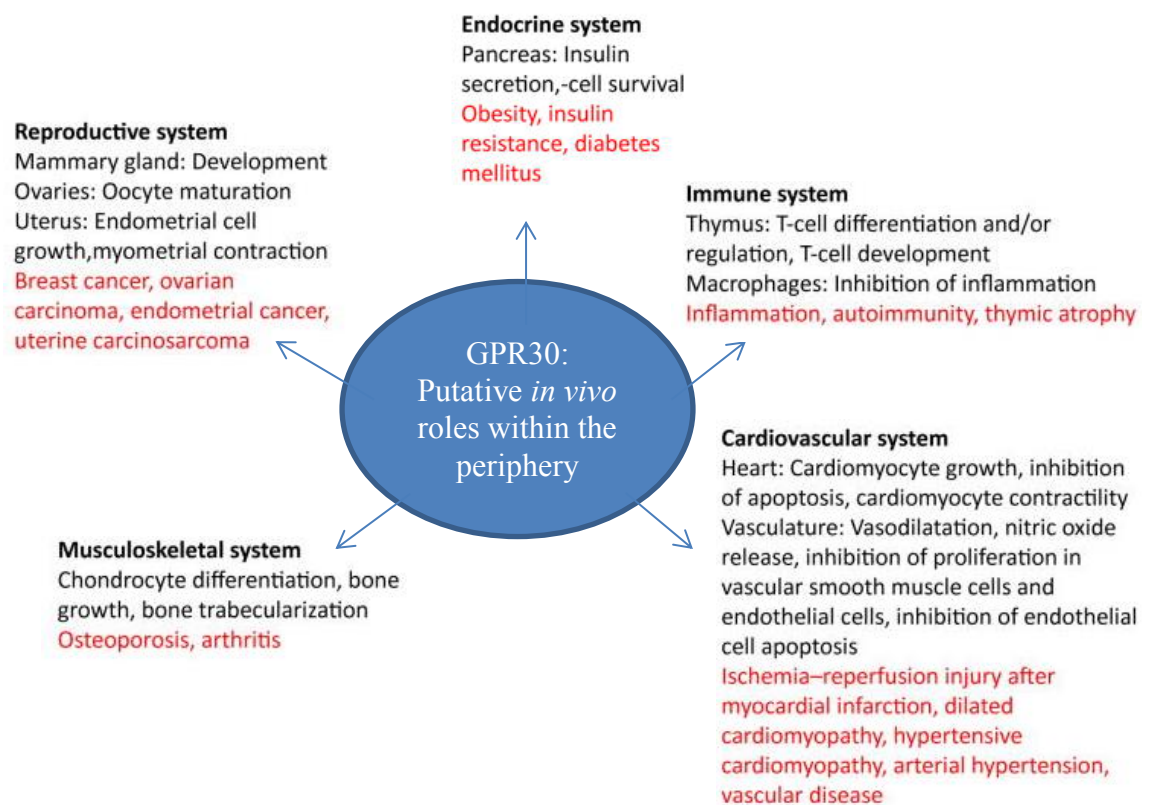 Endocrine system
Pancreas: Insulin
secretion,-cell survival
Obesity, insulin
resistance, diabetes
mellitus
Reproductive system
Mammary gland: Development
Ovaries: Oocyte maturation
Uterus: Endometrial cell
growth,myometrial contraction
Breast cancer, ovarian
carcinoma, endometrial cancer,
uterine carcinosarcoma
Immune system
Thymus: T-cell differentiation and/or
regulation, T-cell development
Macrophages: Inhibition of inflammation
Inflammation, autoimmunity, thymic atrophy
GPR30:
Putative in vivo
roles within the
periphery
Cardiovascular system
Heart: Cardiomyocyte growth, inhibition
of apoptosis, cardiomyocyte contractility
Vasculature: Vasodilatation, nitric oxide
release, inhibition of proliferation in
vascular smooth muscle cells and
endothelial cells, inhibition of endothelial
cell apoptosis
Ischemia–reperfusion injury after
myocardial infarction, dilated
cardiomyopathy, hypertensive
cardiomyopathy, arterial hypertension,
vascular disease
Musculoskeletal system
Chondrocyte differentiation, bone
growth, bone trabecularization
Osteoporosis, arthritis